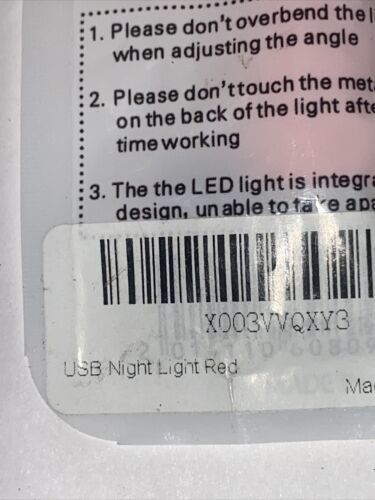 1. Please don't overbend the
when adjusting the angle
2. Please don't touch the met
on the back of the light afte
time working
3. The the LED light is integra
design, unable to take apa
X003VVQXY3
USB Night Light Red
Ma